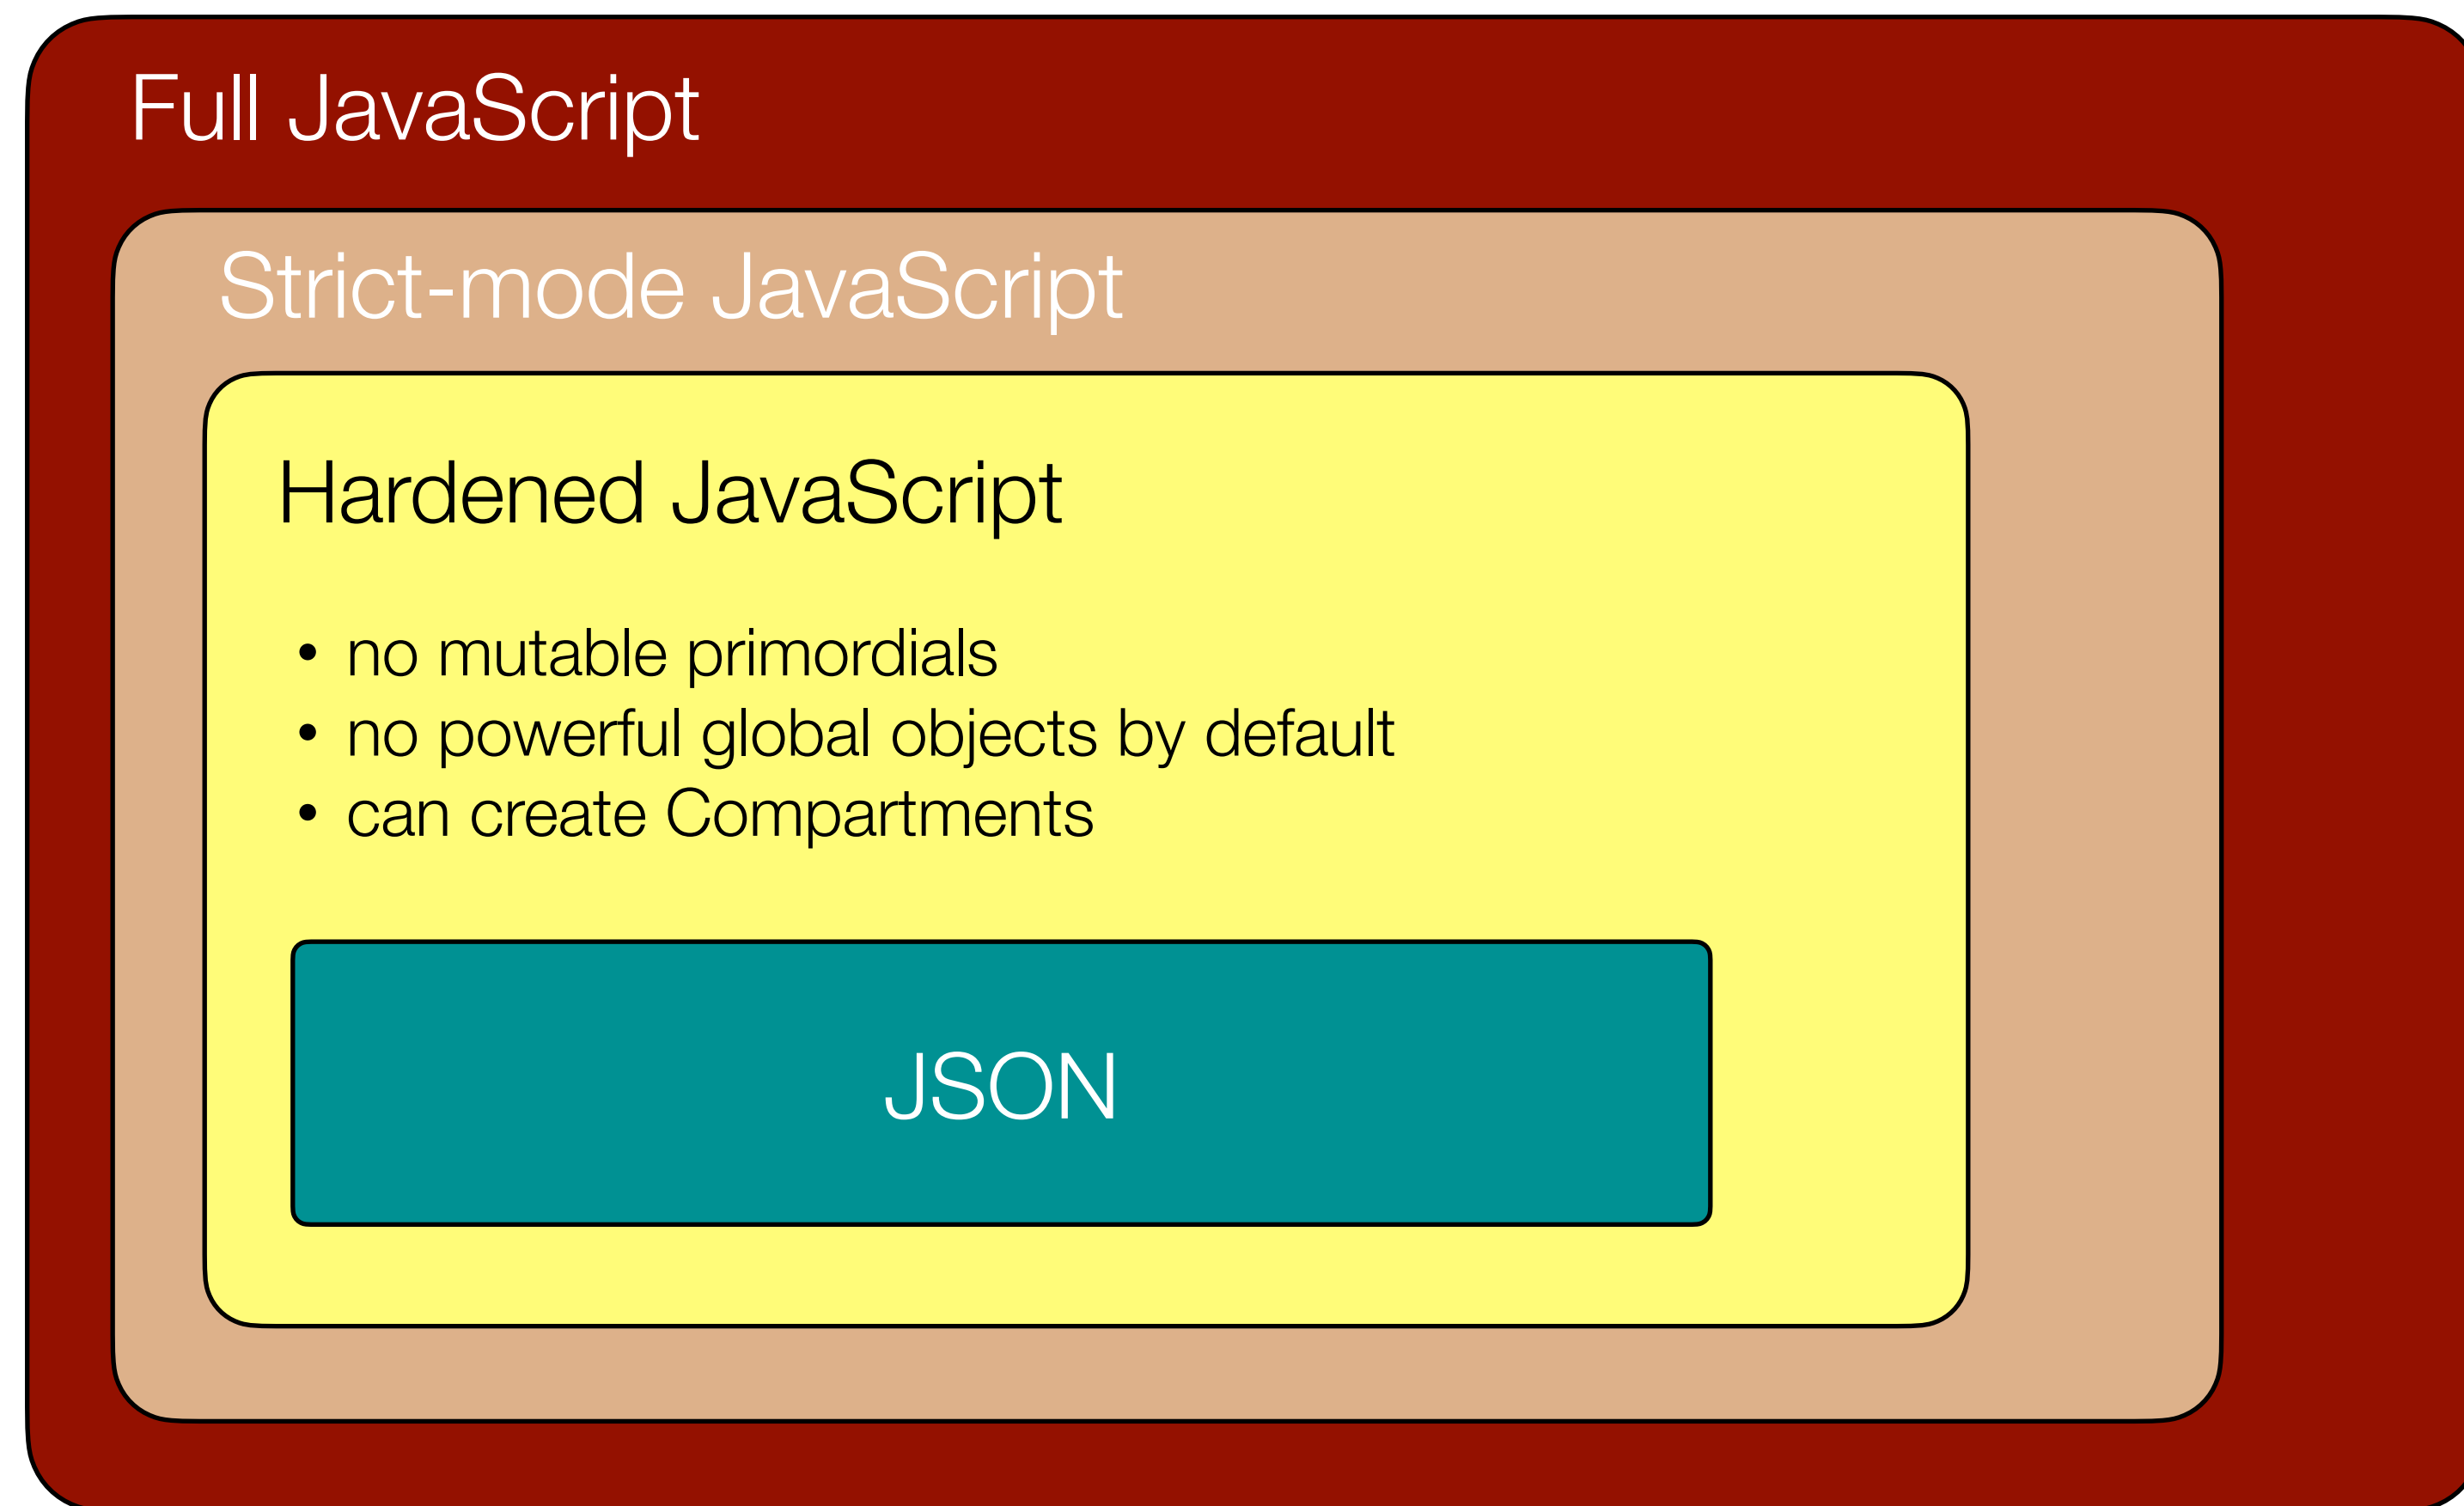 Full JavaScript
Strict-mode JavaScript
Hardened JavaScript
• no mutable primordials
• no powerful global objects by default
• can create Compartments
JSON